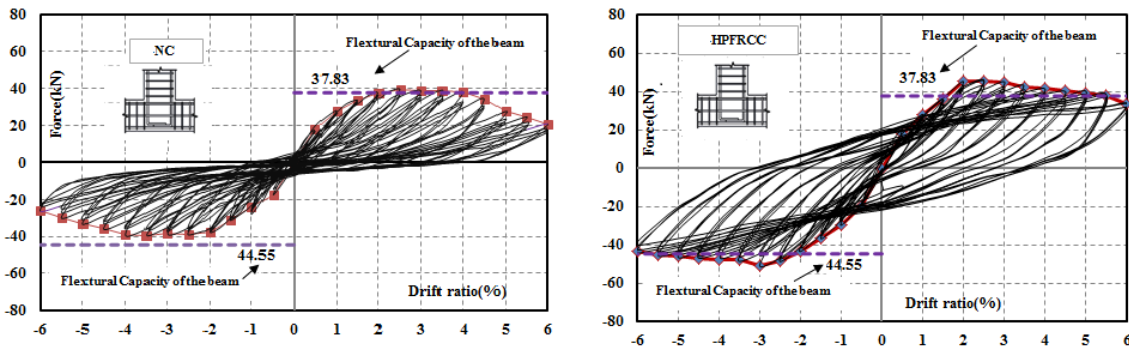 80
60
40
20
0
-20
-40
-60
-80
Force(kN)
NC
Flextural Capacity of the beam
37.83
44.55
Flextural Capacity of the beam
Drift ratio(%)
-6 -5 -4 -3 -2 -1 0 1 2 3 4 5 6
80
60
40
20
0
-20
-40
-60
-80
Force(kN)
HPFRCC
Flextural Capacity of the beam
37.83
44.55
Flextural Capacity of the beam
Drift ratio(%)
-6 -5 -4 -3 -2 -1 0 1 2 3 4 5 6